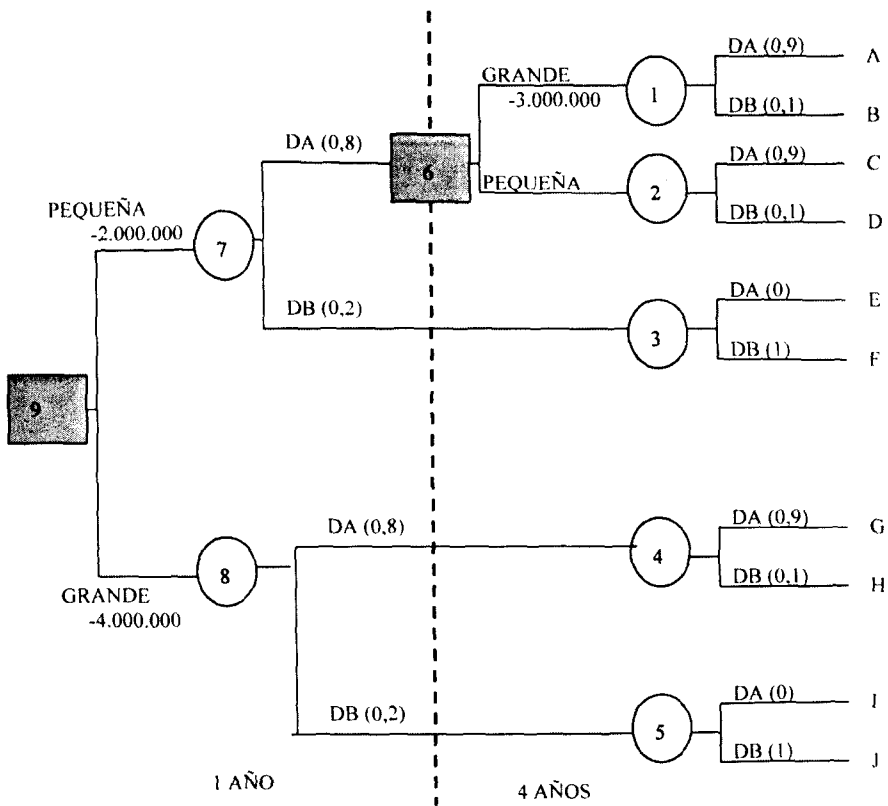 DA (0,9)
A
GRANDE
-3.000.000
1
DB (0,1)
B
DA (0,8)
6
DA (0,9)
C
PEQUEÑA
2
DB (0,1)
D
PEQUEÑA
-2.000.000
7
DB (0,2)
DA (0)
E
3
DB (1)
F
9
DA (0,8)
DA (0,9)
G
4
DB (0,1)
H
8
GRANDE
-4.000.000
DB (0,2)
DA (0)
I
5
DB (1)
J
1 AÑO
4 AÑOS